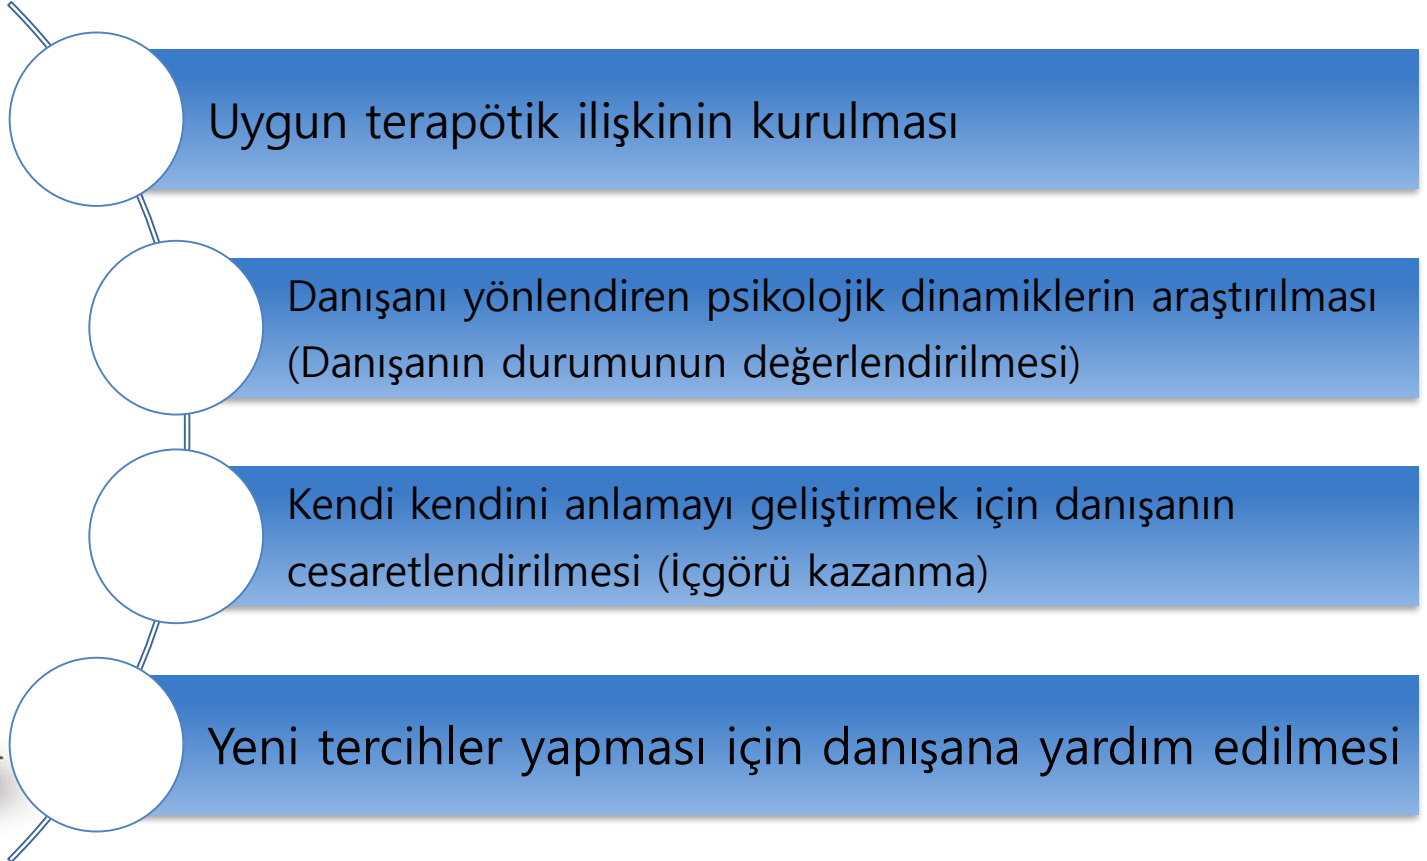 Uygun terapötik ilişkinin kurulması
Danışanı yönlendiren psikolojik dinamiklerin araştırılması
(Danışanın durumunun değerlendirilmesi)
Kendi kendini anlamayı geliştirmek için danışanın
cesaretlendirilmesi (İçgörü kazanma)
Yeni tercihler yapması için danışana yardım edilmesi